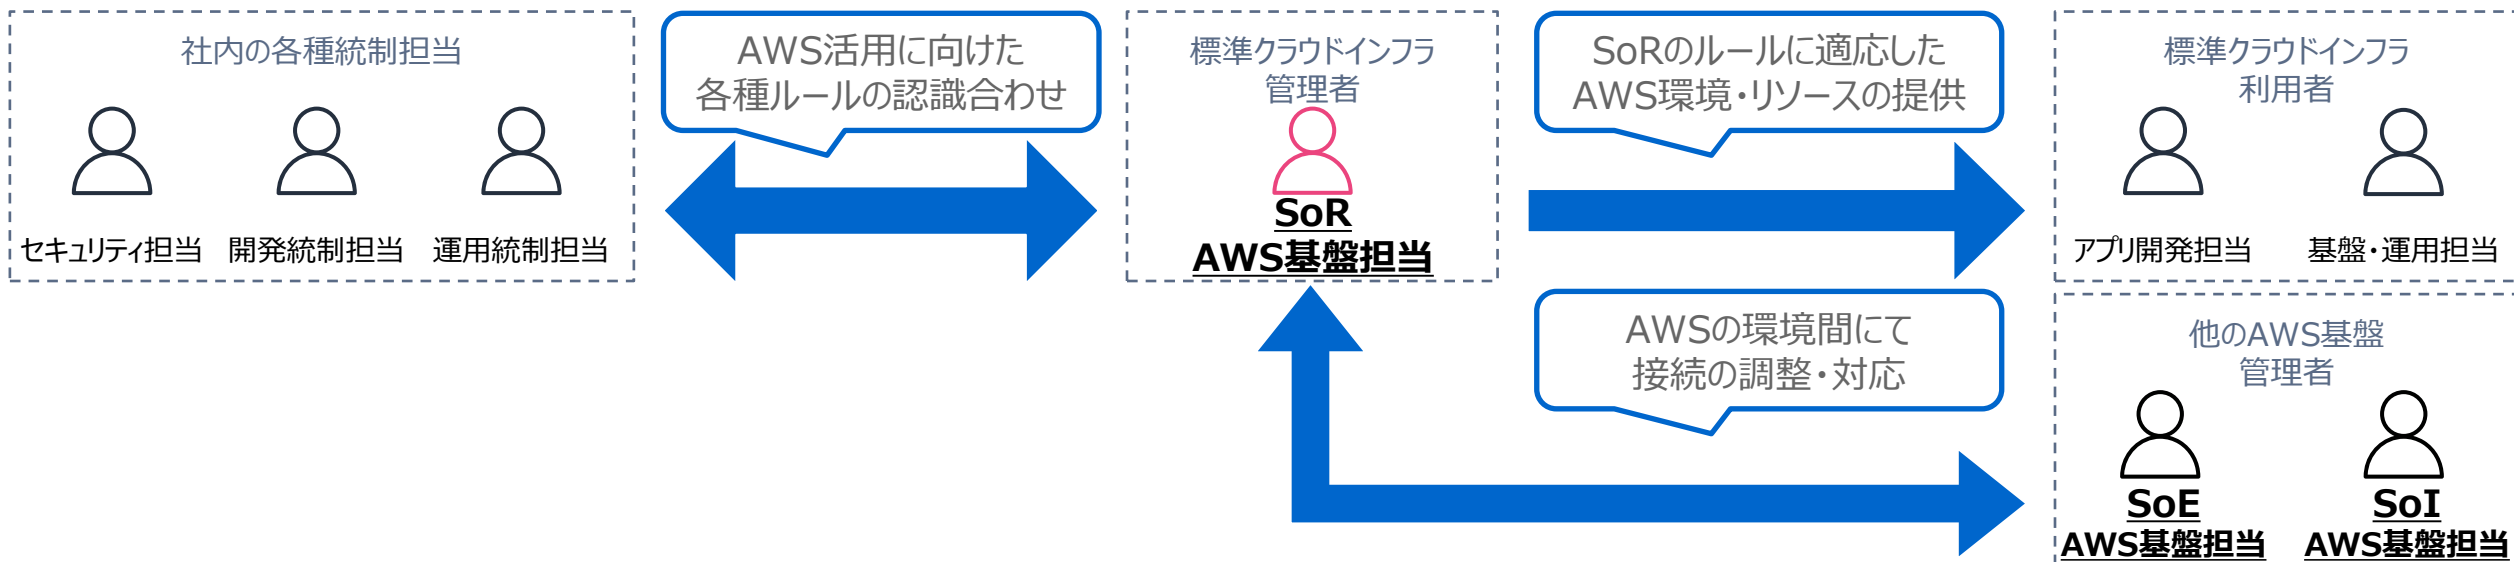 社内の各種統制担当
セキュリティ担当
開発統制担当
運用統制担当
AWS活用に向けた
各種ルールの認識合わせ
標準クラウドインフラ
管理者
SoR
AWS基盤担当
SoRのルールに適応した
AWS環境・リソースの提供
標準クラウドインフラ
利用者
アプリ開発担当
基盤・運用担当
AWSの環境間にて
接続の調整・対応
他のAWS基盤
管理者
SoE
AWS基盤担当
SoI
AWS基盤担当